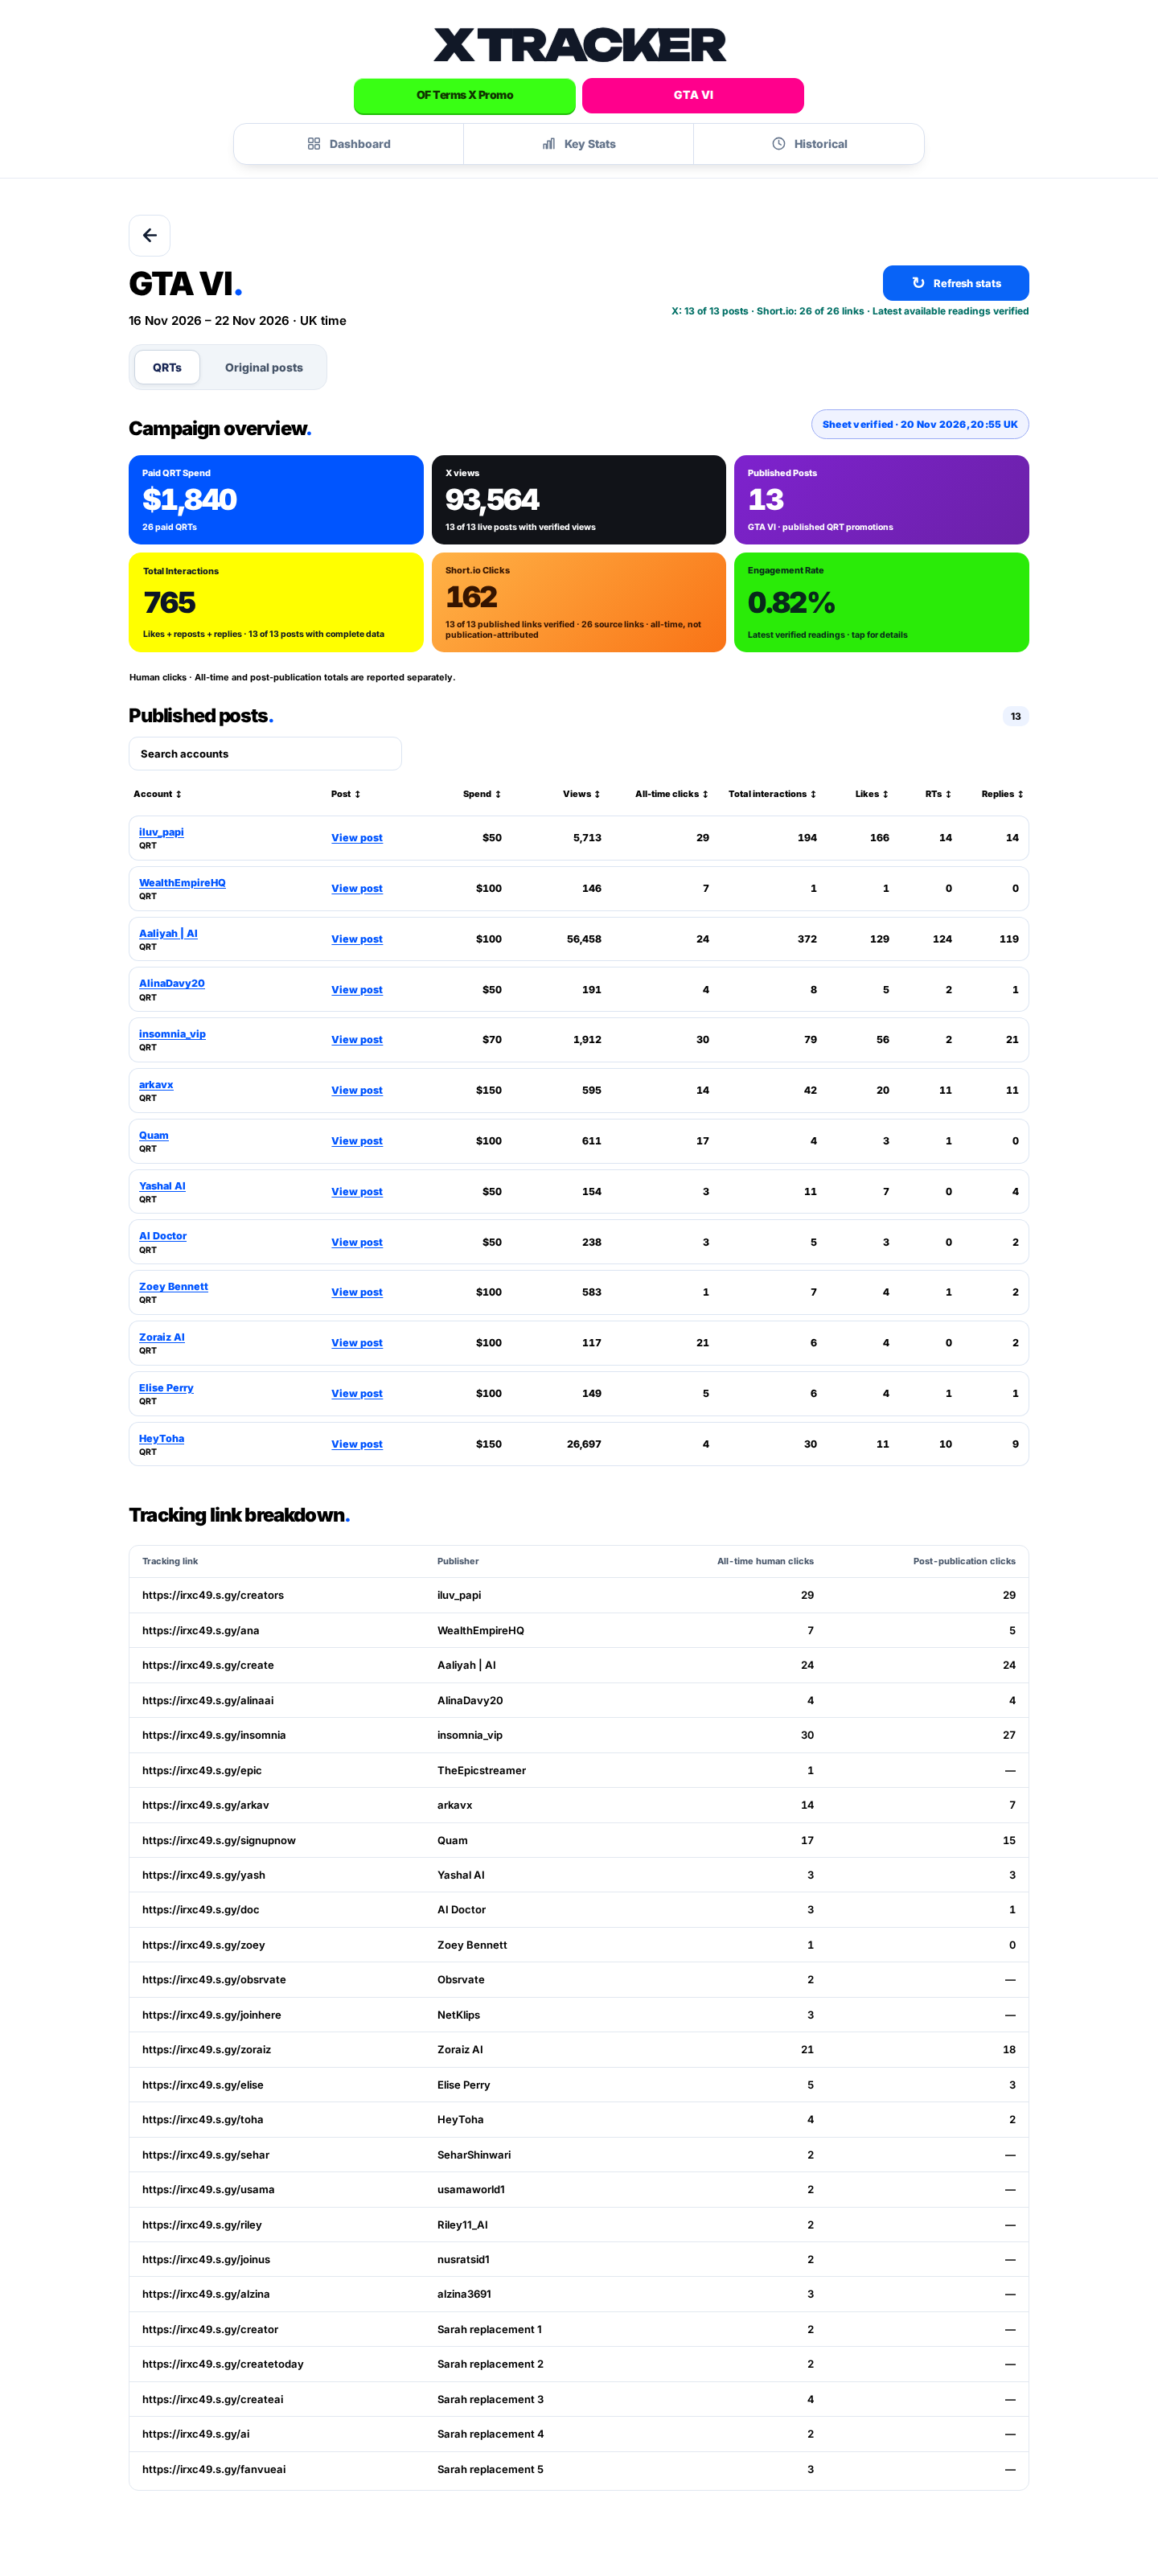 XTRACKER
OF Terms X Promo
GTA VI
Dashboard
Key Stats
Historical
GTA VI.
↻ Refresh stats
16 Nov 2026 – 22 Nov 2026 · UK time
X: 13 of 13 posts · Short.io: 26 of 26 links · Latest available readings verified
QRTs
Original posts
Campaign overview.
Sheet verified · 20 Nov 2026, 20:55 UK
Paid QRT Spend
$1,840
26 paid QRTs
X views
93,564
13 of 13 live posts with verified views
Published Posts
13
GTA VI · published QRT promotions
Total Interactions
765
Likes + reposts + replies · 13 of 13 posts with complete data
Short.io Clicks
162
13 of 13 published links verified · 26 source links · all-time, not
publication-attributed
Engagement Rate
0.82%
Latest verified readings · tap for details
Human clicks · All-time and post-publication totals are reported separately.
Published posts.
13
Search accounts
Account ↕ Post ↕ Spend ↕ Views ↕ All-time clicks ↕ Total interactions ↕ Likes ↕ RTs ↕ Replies ↕
iluv_papi View post $50 5,713 29 194 166 14 14
QRT
WealthEmpireHQ View post $100 146 7 1 1 0 0
QRT
Aaliyah | AI View post $100 56,458 24 372 129 124 119
QRT
AlinaDavy20 View post $50 191 4 8 5 2 1
QRT
insomnia_vip View post $70 1,912 30 79 56 2 21
QRT
arkavx View post $150 595 14 42 20 11 11
QRT
Quam View post $100 611 17 4 3 1 0
QRT
Yashal AI View post $50 154 3 11 7 0 4
QRT
AI Doctor View post $50 238 3 5 3 0 2
QRT
Zoey Bennett View post $100 583 1 7 4 1 2
QRT
Zoraiz AI View post $100 117 21 6 4 0 2
QRT
Elise Perry View post $100 149 5 6 4 1 1
QRT
HeyToha View post $150 26,697 4 30 11 10 9
QRT
Tracking link breakdown.
Tracking link Publisher All-time human clicks Post-publication clicks
https://irxc49.s.gy/creators iluv_papi 29 29
https://irxc49.s.gy/ana WealthEmpireHQ 7 5
https://irxc49.s.gy/create Aaliyah | AI 24 24
https://irxc49.s.gy/alinaai AlinaDavy20 4 4
https://irxc49.s.gy/insomnia insomnia_vip 30 27
https://irxc49.s.gy/epic TheEpicstreamer 1 —
https://irxc49.s.gy/arkav arkavx 14 7
https://irxc49.s.gy/signupnow Quam 17 15
https://irxc49.s.gy/yash Yashal AI 3 3
https://irxc49.s.gy/doc AI Doctor 3 1
https://irxc49.s.gy/zoey Zoey Bennett 1 0
https://irxc49.s.gy/obsrvate Obsrvate 2 —
https://irxc49.s.gy/joinhere NetKlips 3 —
https://irxc49.s.gy/zoraiz Zoraiz AI 21 18
https://irxc49.s.gy/elise Elise Perry 5 3
https://irxc49.s.gy/toha HeyToha 4 2
https://irxc49.s.gy/sehar SeharShinwari 2 —
https://irxc49.s.gy/usama usamaworld1 2 —
https://irxc49.s.gy/riley Riley11_AI 2 —
https://irxc49.s.gy/joinus nusratsid1 2 —
https://irxc49.s.gy/alzina alzina3691 3 —
https://irxc49.s.gy/creator Sarah replacement 1 2 —
https://irxc49.s.gy/createtoday Sarah replacement 2 2 —
https://irxc49.s.gy/createai Sarah replacement 3 4 —
https://irxc49.s.gy/ai Sarah replacement 4 2 —
https://irxc49.s.gy/fanvueai Sarah replacement 5 3 —